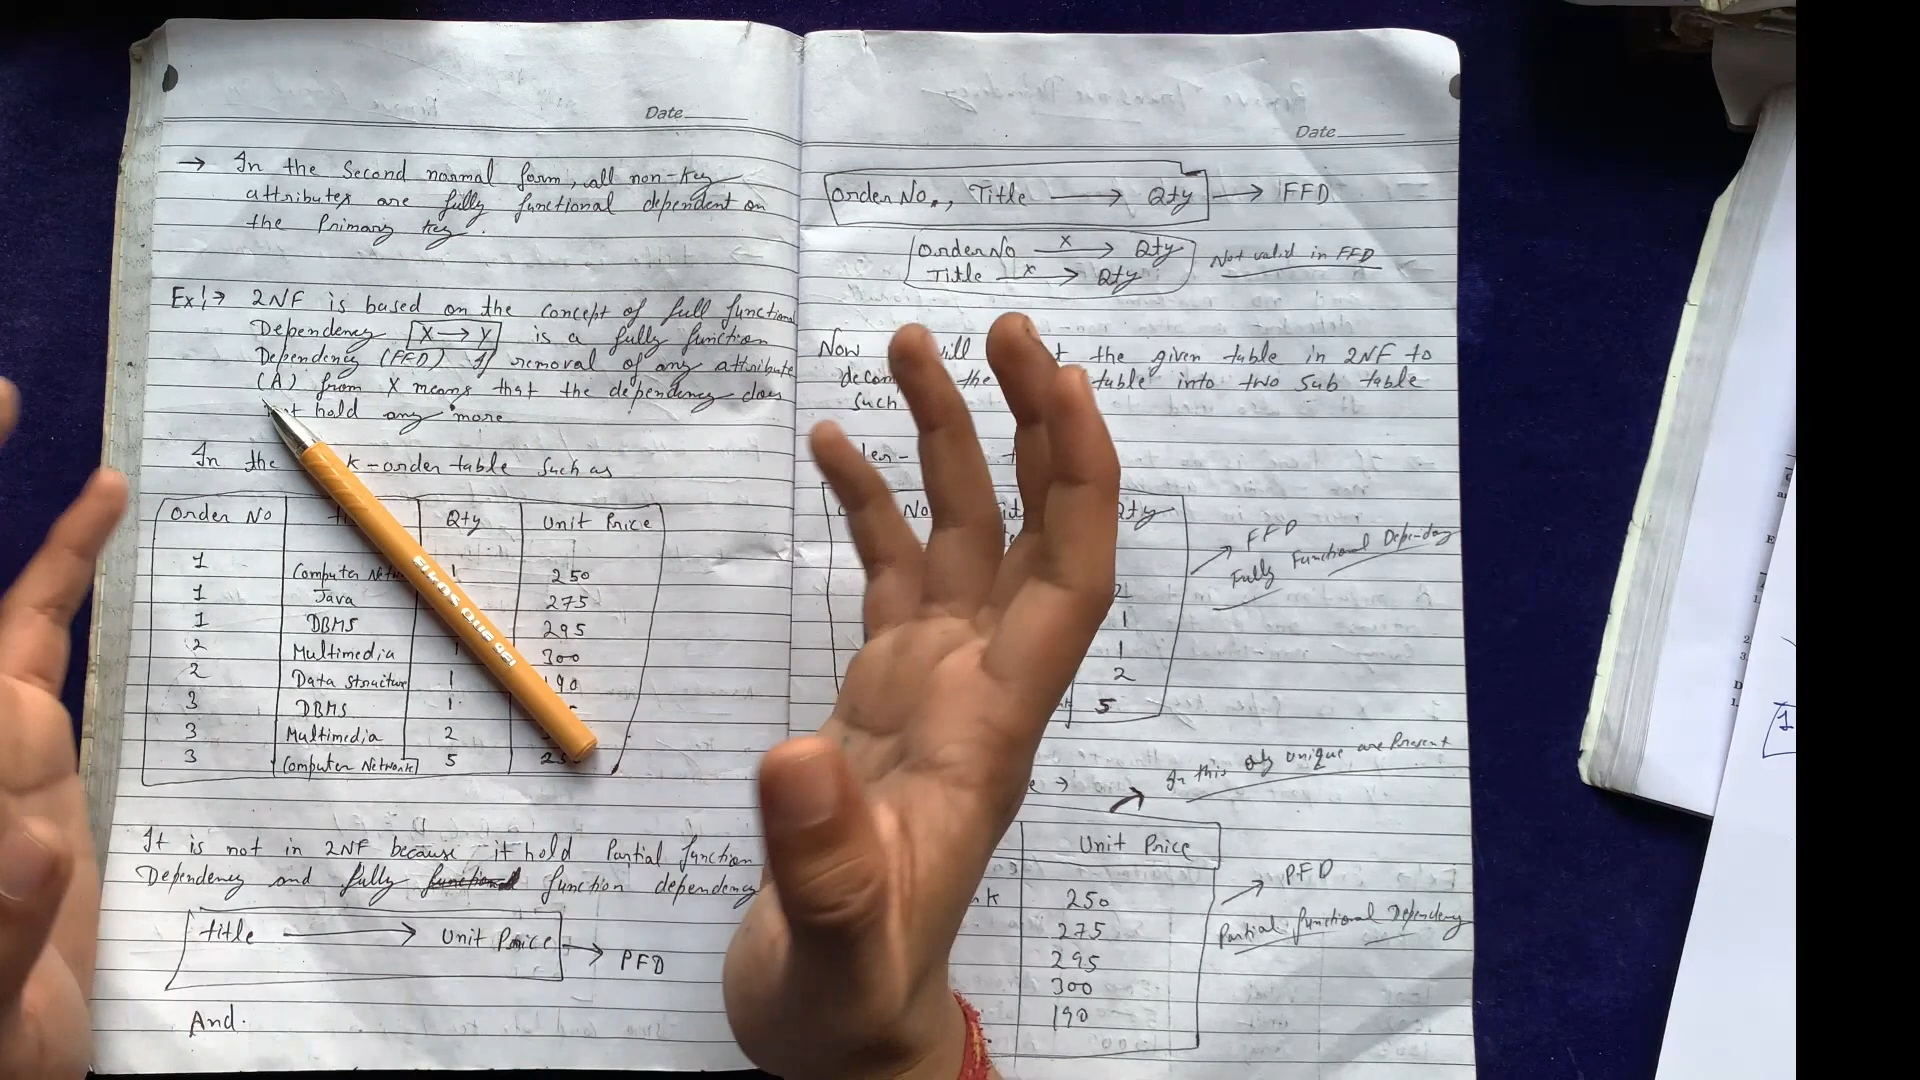 Date
→ In the Second normal form, all non-key
attributes are fully functional dependent on
the Primary key.
Ex!→ 2NF is based on the concept of full functional
Dependency X → Y is a fully function
Dependency (FFD) If removal of any attribute
(A) from X means that the dependency does
hold any more
In the k-order table Such as
Order No Qty Unit Price
1 Computer 1 250
1 Java 275
1 DBMS 295
2 Multimedia 1 300
2 Data Structure 1 190
3 DBMS 1
3 Multimedia 2
3 Computer Network 5
It is not in 2NF because it hold Partial function
Dependency and fully function dependency
title → Unit Price → PFD
And.
Date
Order No., Title → Qty → FFD
Order No x→ Qty
Title x→ Qty
Not valid in FFD
Now the given table in 2NF to
the table into two Sub table
Such
No Qty
→ FFD
Fully Functional Dependency
2
1
1
2
5
→ In this only unique are Present
Unit Price
250
275
295
300
190
→ PFD
Partial functional Dependency
1